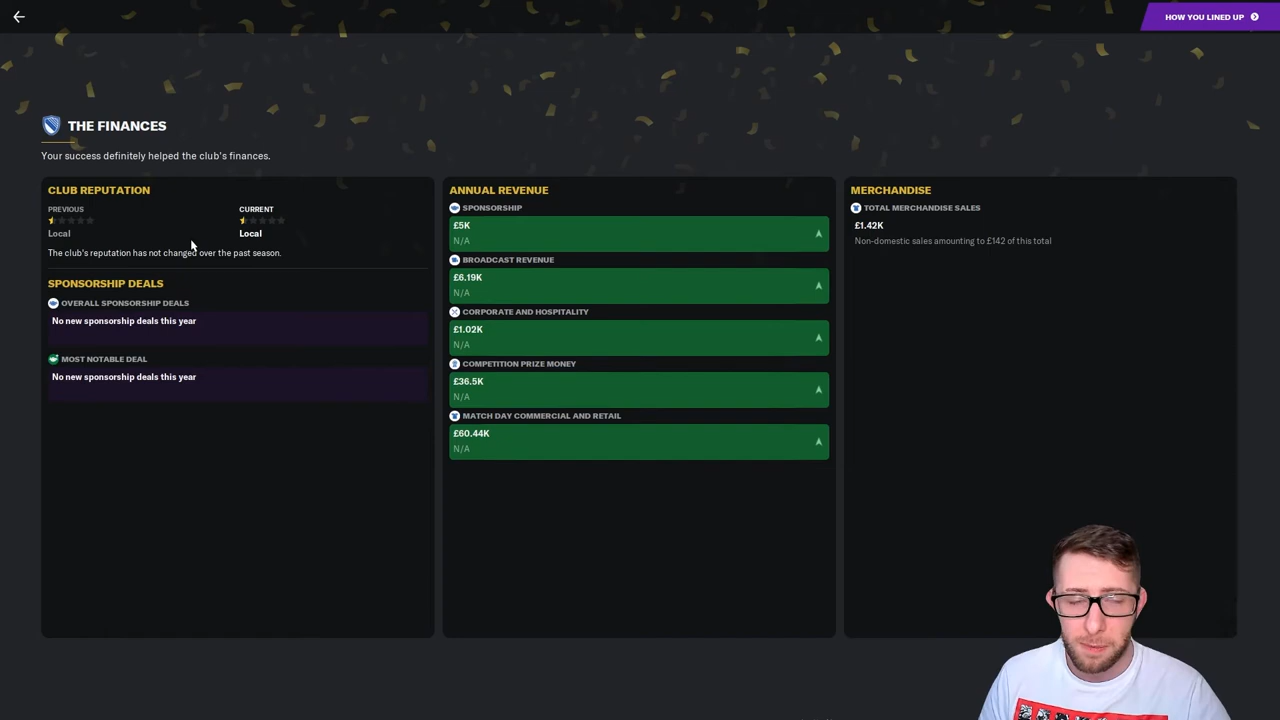 HOW YOU LINED UP
THE FINANCES
Your success definitely helped the club's finances.
CLUB REPUTATION
PREVIOUS
CURRENT
Local
Local
The club's reputation has not changed over the past season.
SPONSORSHIP DEALS
OVERALL SPONSORSHIP DEALS
No new sponsorship deals this year
MOST NOTABLE DEAL
No new sponsorship deals this year
ANNUAL REVENUE
SPONSORSHIP
£5K
N/A
BROADCAST REVENUE
£6.19K
N/A
CORPORATE AND HOSPITALITY
£1.02K
N/A
COMPETITION PRIZE MONEY
£36.5K
N/A
MATCH DAY COMMERCIAL AND RETAIL
£60.44K
N/A
MERCHANDISE
TOTAL MERCHANDISE SALES
£1.42K
Non-domestic sales amounting to £142 of this total